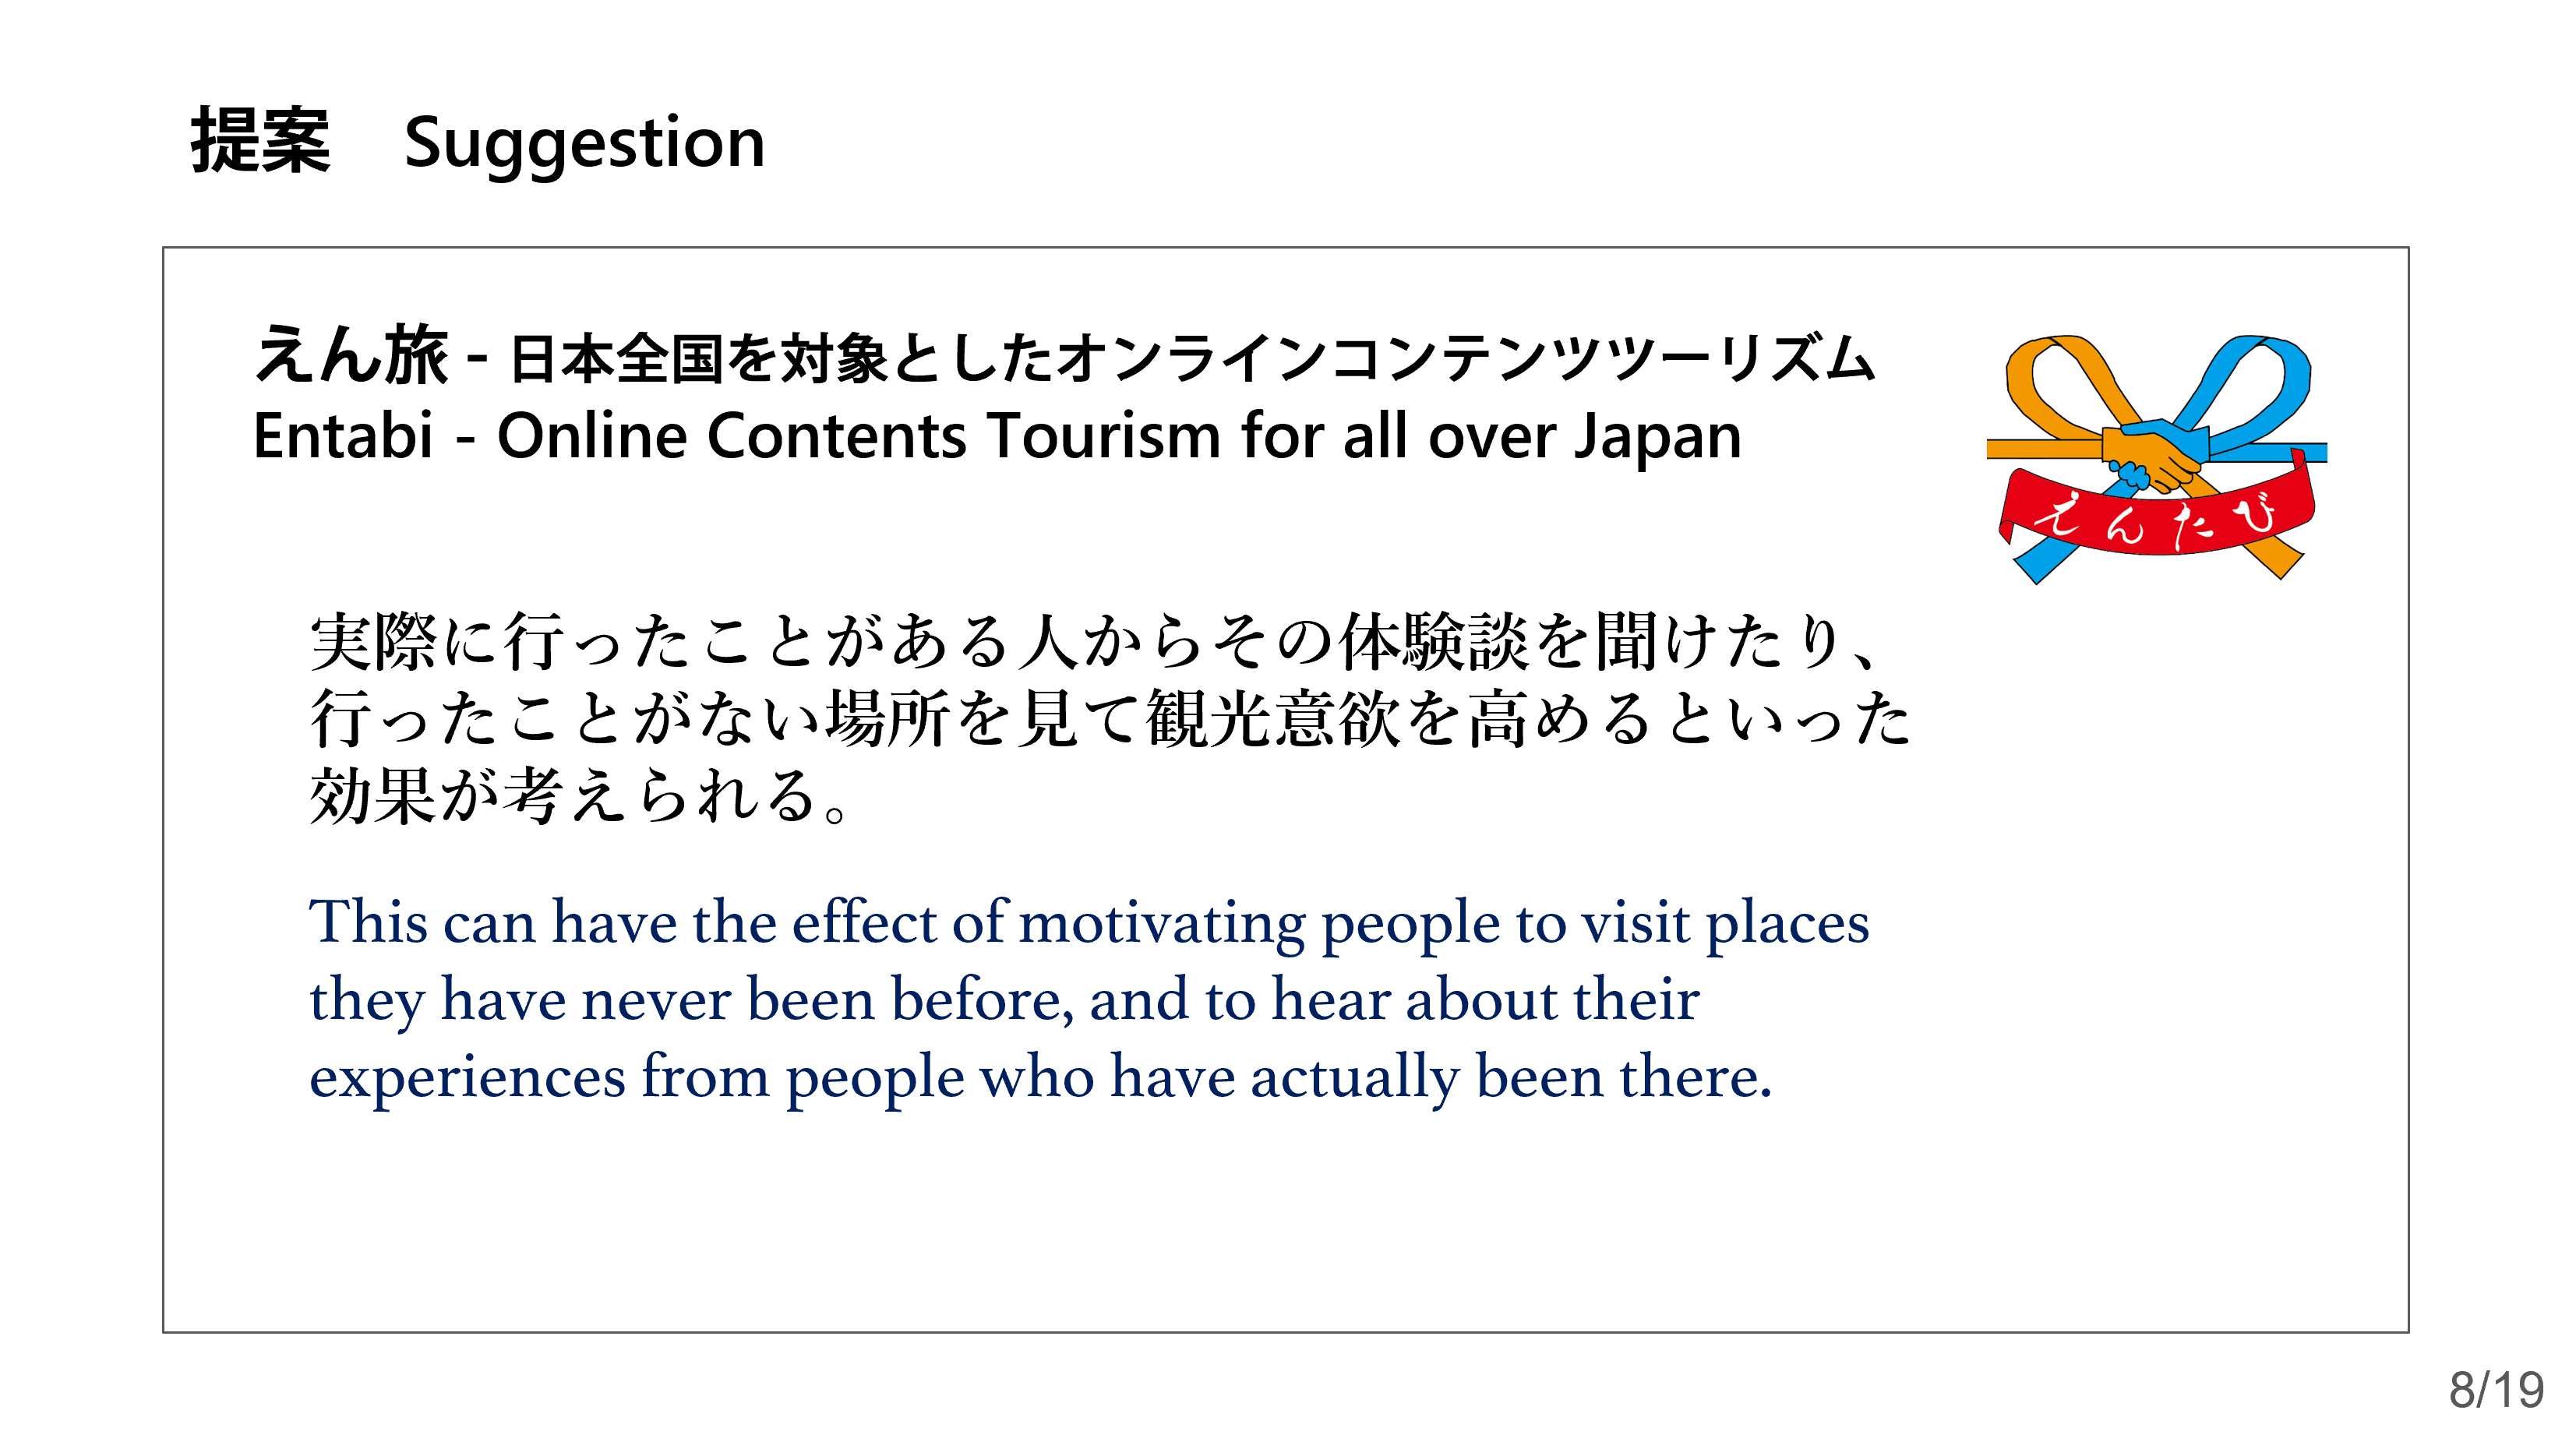 提案　Suggestion
えん旅 - 日本全国を対象としたオンラインコンテンツツーリズム
Entabi - Online Contents Tourism for all over Japan
えんたび
実際に行ったことがある人からその体験談を聞けたり、
行ったことがない場所を見て観光意欲を高めるといった
効果が考えられる。
This can have the effect of motivating people to visit places
they have never been before, and to hear about their
experiences from people who have actually been there.
8/19